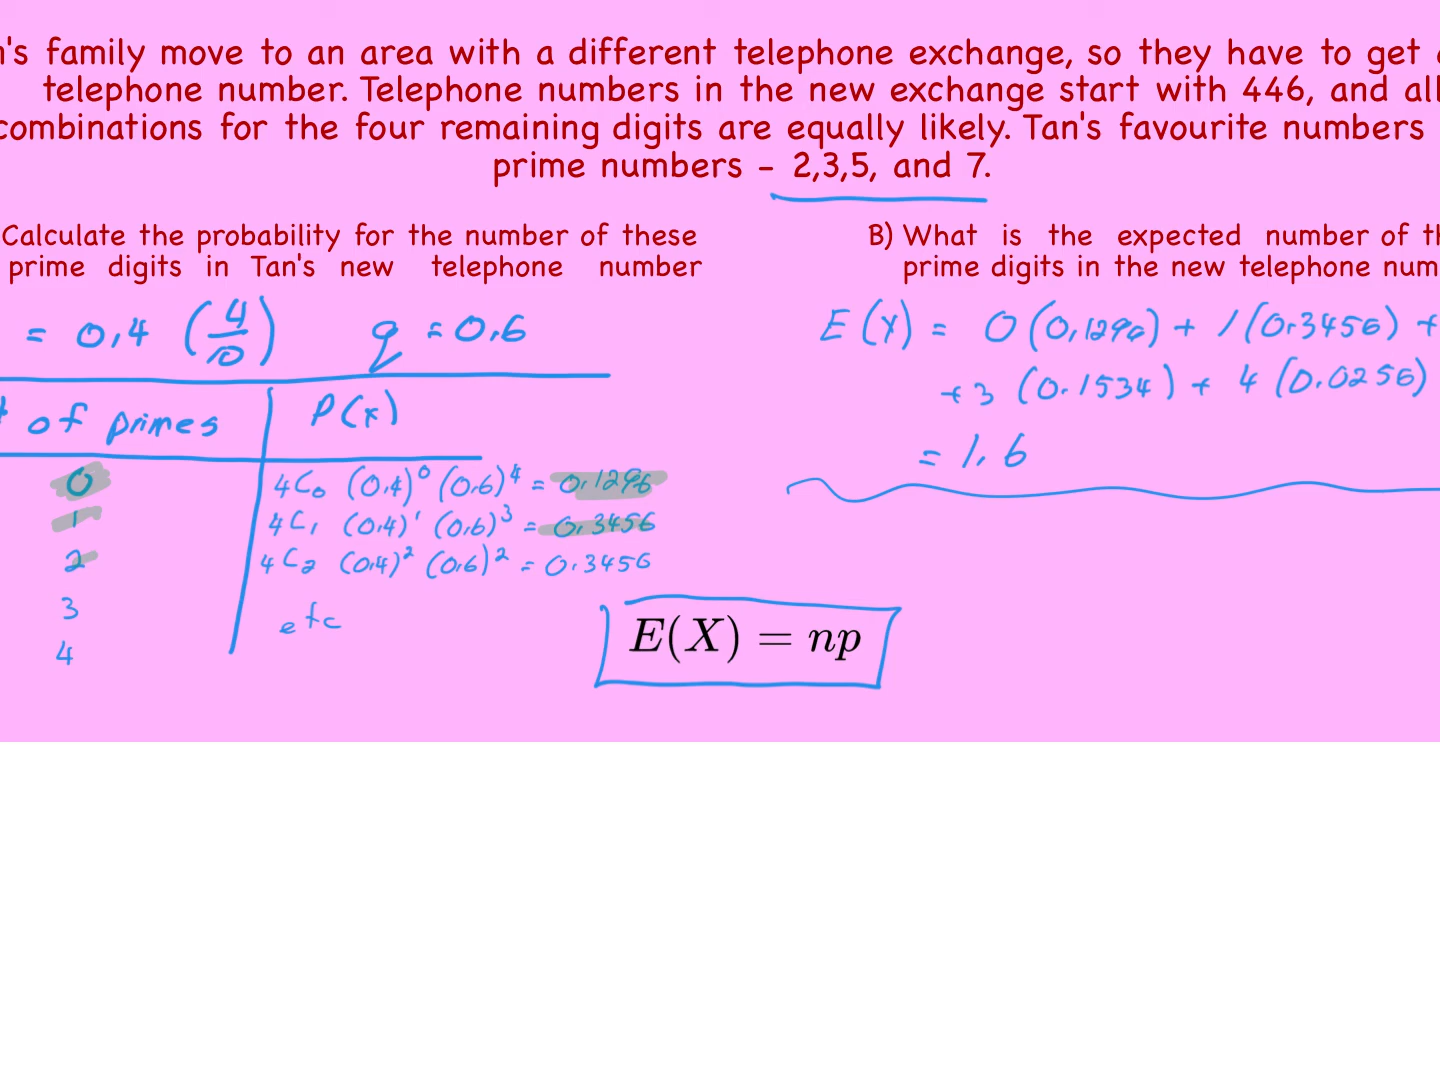 's family move to an area with a different telephone exchange, so they have to get
telephone number. Telephone numbers in the new exchange start with 446, and all
combinations for the four remaining digits are equally likely. Tan's favourite numbers
prime numbers - 2,3,5, and 7.
Calculate the probability for the number of these
prime digits in Tan's new telephone number
= 0.4 (4/10) q = 0.6
of primes P(x)
0 4C0 (0.4)^0 (0.6)^4 = 0.1296
1 4C1 (0.4)^1 (0.6)^3 = 0.3456
2 4C2 (0.4)^2 (0.6)^2 = 0.3456
3 etc
4
E(X) = np
B) What is the expected number of
prime digits in the new telephone num
E(X) = 0(0.1296) + 1(0.3456) +
+3 (0.1534) + 4(0.0256)
= 1.6